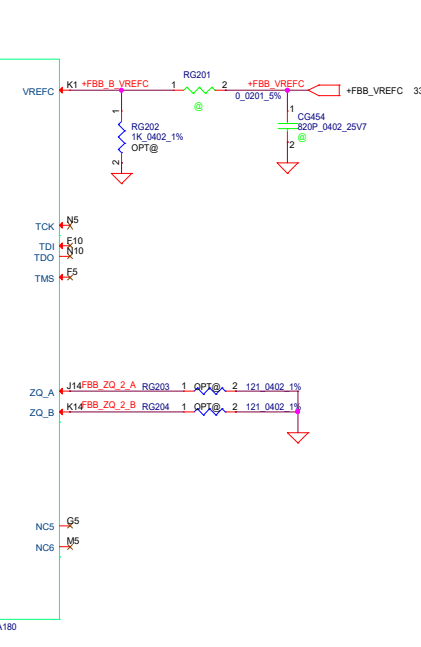 RG201
VREFC K1 +FBB_B_VREFC 1 2 +FBB_VREFC +FBB_VREFC
0_0201_5%
@
1
CG454
820P_0402_25V7
@
2
1
RG202
1K_0402_1%
OPT@
2
TCK N5
TDI F10
TDO N10
TMS F5
ZQ_A J14 FBB_ZQ_2_A RG203 1 OPT@ 2 121_0402_1%
ZQ_B K14 FBB_ZQ_2_B RG204 1 OPT@ 2 121_0402_1%
NC5 G5
NC6 M5
A180